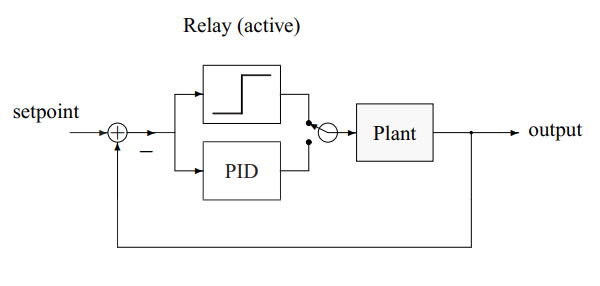 Relay (active)
setpoint
+
−
PID
Plant
output